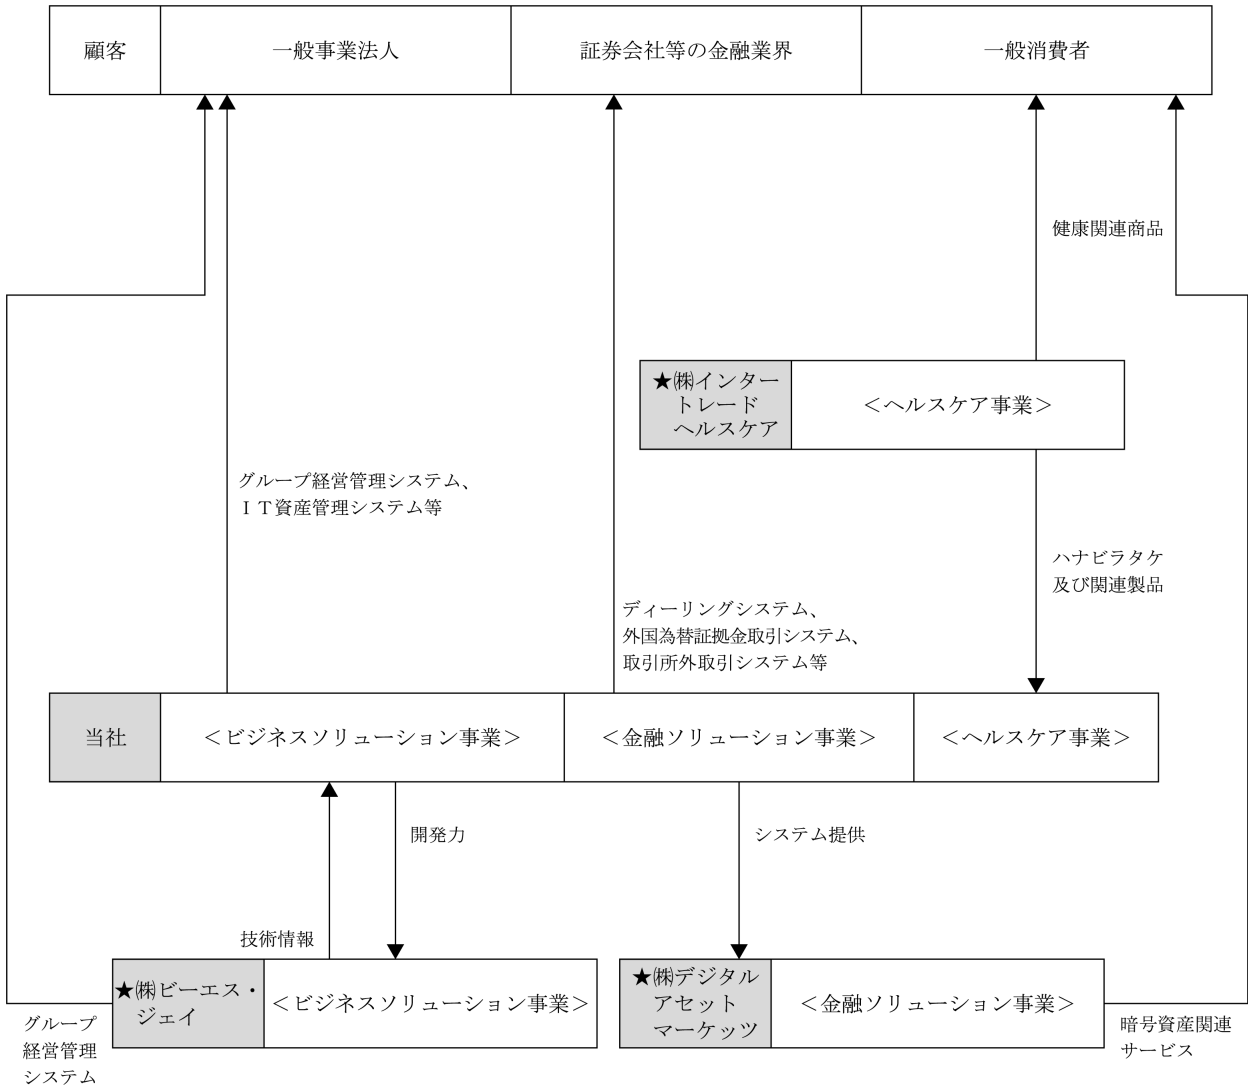 顧客
一般事業法人
証券会社等の金融業界
一般消費者
健康関連商品
★㈱インター
トレード
ヘルスケア
＜ヘルスケア事業＞
グループ経営管理システム、
ＩＴ資産管理システム等
ハナビラタケ
及び関連製品
ディーリングシステム、
外国為替証拠金取引システム、
取引所外取引システム等
当社
＜ビジネスソリューション事業＞
＜金融ソリューション事業＞
＜ヘルスケア事業＞
開発力
システム提供
技術情報
★㈱ビーエス・
ジェイ
＜ビジネスソリューション事業＞
★㈱デジタル
アセット
マーケッツ
＜金融ソリューション事業＞
グループ
経営管理
システム
暗号資産関連
サービス